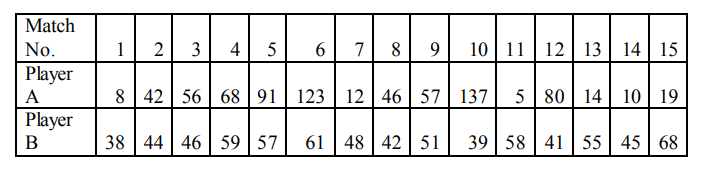 Match No. 1 2 3 4 5 6 7 8 9 10 11 12 13 14 15
Player A 8 42 56 68 91 123 12 46 57 137 5 80 14 10 19
Player B 38 44 46 59 57 61 48 42 51 39 58 41 55 45 68